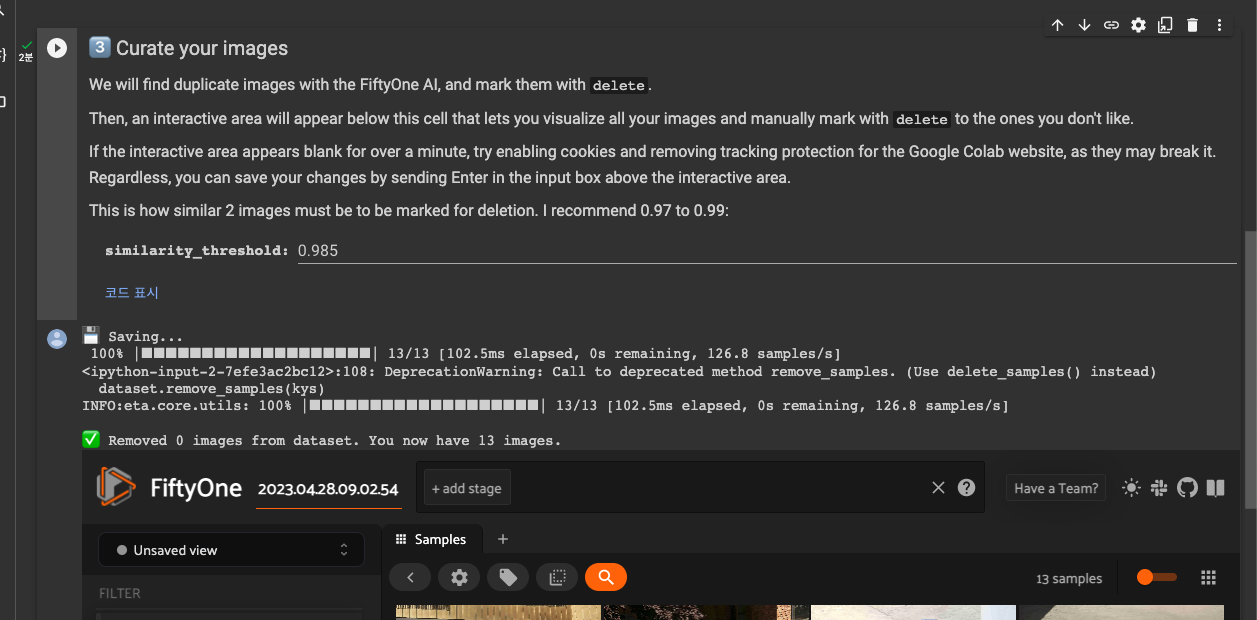 3 Curate your images
We will find duplicate images with the FiftyOne AI, and mark them with delete.
Then, an interactive area will appear below this cell that lets you visualize all your images and manually mark with delete to the ones you don't like.
If the interactive area appears blank for over a minute, try enabling cookies and removing tracking protection for the Google Colab website, as they may break it.
Regardless, you can save your changes by sending Enter in the input box above the interactive area.
This is how similar 2 images must be to be marked for deletion. I recommend 0.97 to 0.99:
similarity_threshold: 0.985
코드 표시
2분
💾 Saving...
100% |■■■■■■■■■■■■■■■■■■■| 13/13 [102.5ms elapsed, 0s remaining, 126.8 samples/s]
<ipython-input-2-7efe3ac2bc12>:108: DeprecationWarning: Call to deprecated method remove_samples. (Use delete_samples() instead)
dataset.remove_samples(kys)
INFO:eta.core.utils: 100% |■■■■■■■■■■■■■■■■■■■| 13/13 [102.5ms elapsed, 0s remaining, 126.8 samples/s]
✅ Removed 0 images from dataset. You now have 13 images.
FiftyOne 2023.04.28.09.02.54 + add stage Have a Team?
Unsaved view Samples +
FILTER
13 samples